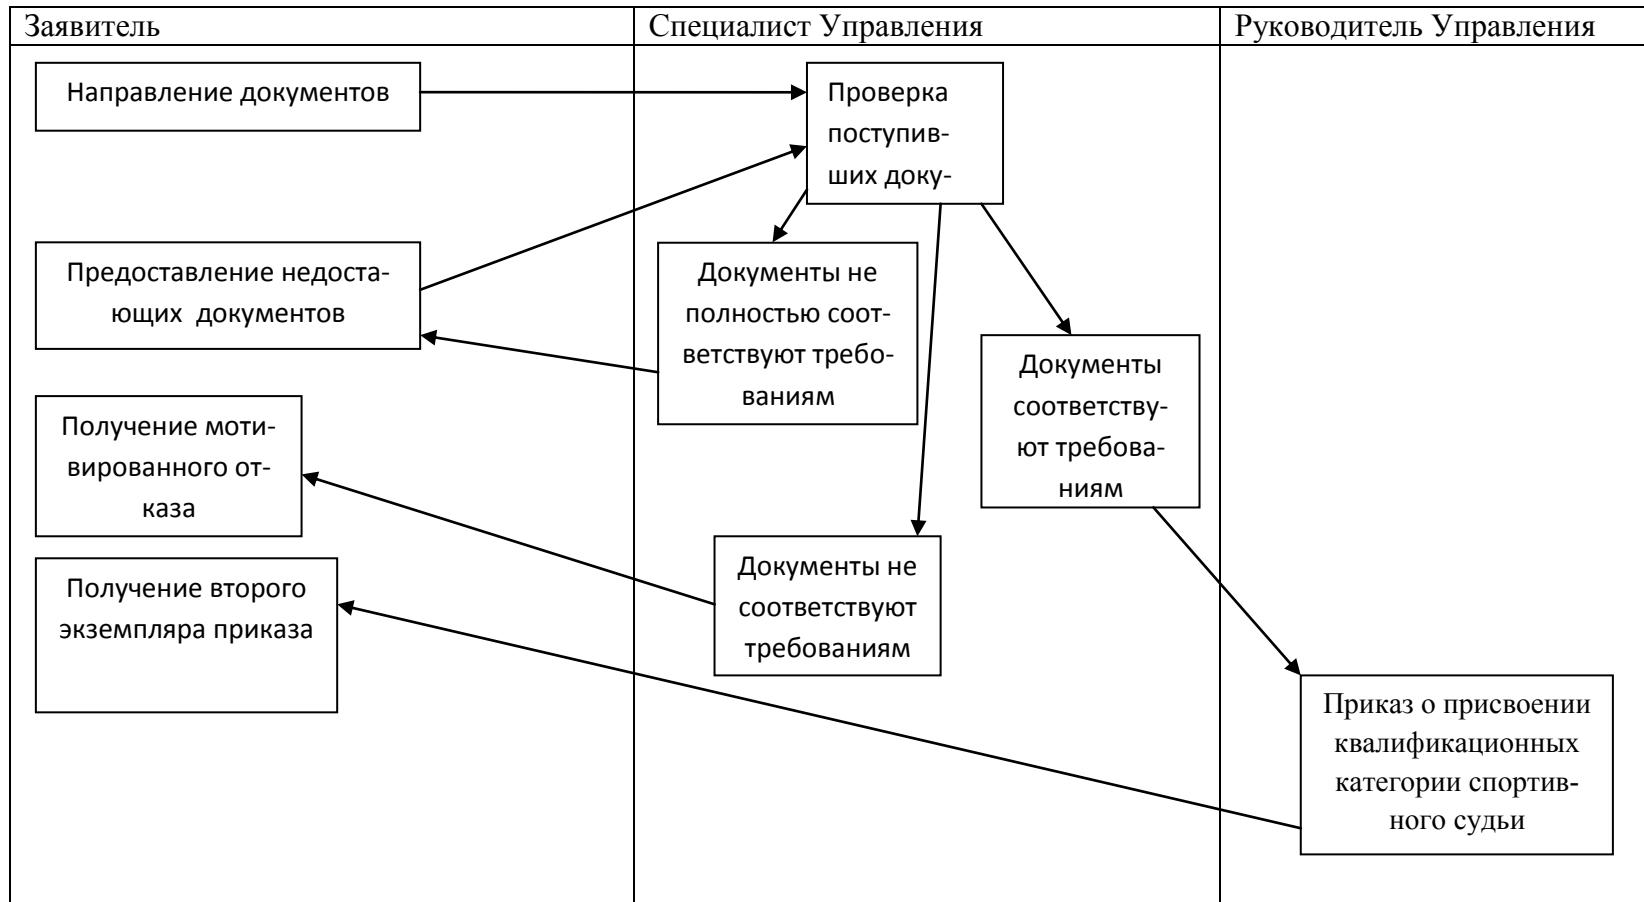 Заявитель
Специалист Управления
Руководитель Управления
Направление документов
Проверка
поступив-
ших доку-
Предоставление недоста-
ющих документов
Документы не
полностью соот-
ветствуют требо-
ваниям
Документы
соответству-
ют требова-
ниям
Получение моти-
вированного от-
каза
Документы не
соответствуют
требованиям
Получение второго
экземпляра приказа
Приказ о присвоении
квалификационных
категории спортив-
ного судьи